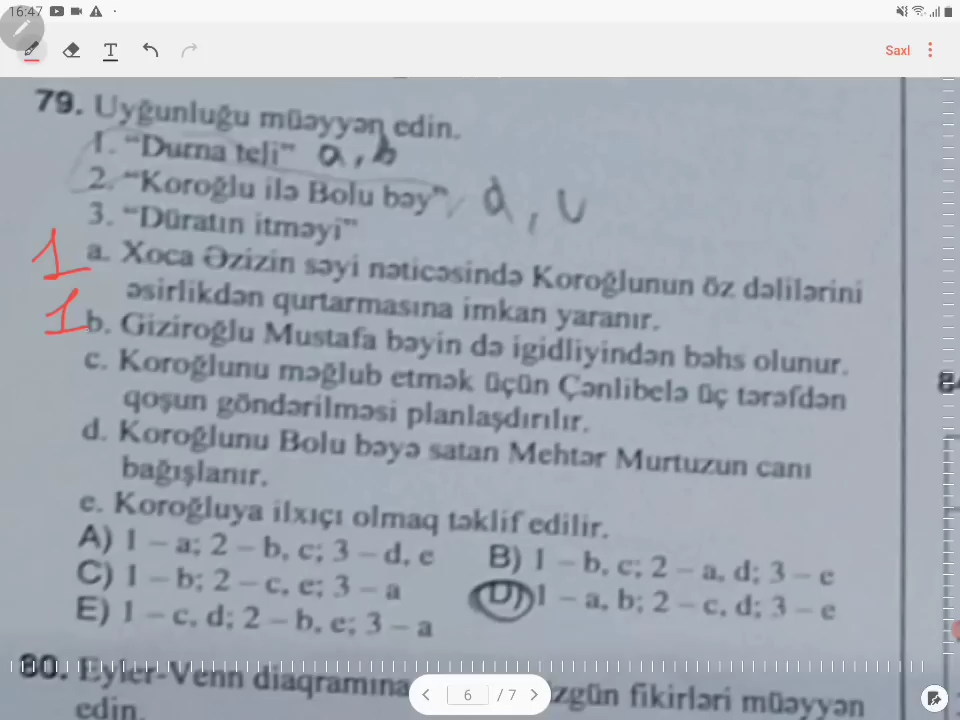 16:47
T Saxl
79. Uyğunluğu müəyyən edin.
1. "Durna teli" a, b
2. "Koroğlu ilə Bolu bəy" d, c
3. "Düratın itməyi"
1 a. Xoca Əzizin səyi nəticəsində Koroğlunun öz dəlilərini
əsirlikdən qurtarmasına imkan yaranır.
1 b. Giziroğlu Mustafa bəyin də igidliyindən bəhs olunur.
c. Koroğlunu məğlub etmək üçün Çənlibelə üç tərəfdən
qoşun göndərilməsi planlaşdırılır.
d. Koroğlunu Bolu bəyə satan Mehtər Murtuzun canı
bağışlanır.
e. Koroğluya ilxıçı olmaq təklif edilir.
A) 1 – a; 2 – b, c; 3 – d, e B) 1 – b, c; 2 – a, d; 3 – e
C) 1 – b; 2 – c, e; 3 – a D) 1 – a, b; 2 – c, d; 3 – e
E) 1 – c, d; 2 – b, e; 3 – a
80. Eyler-Venn diaqramına fikirləri müəyyən
edin.
6 / 7